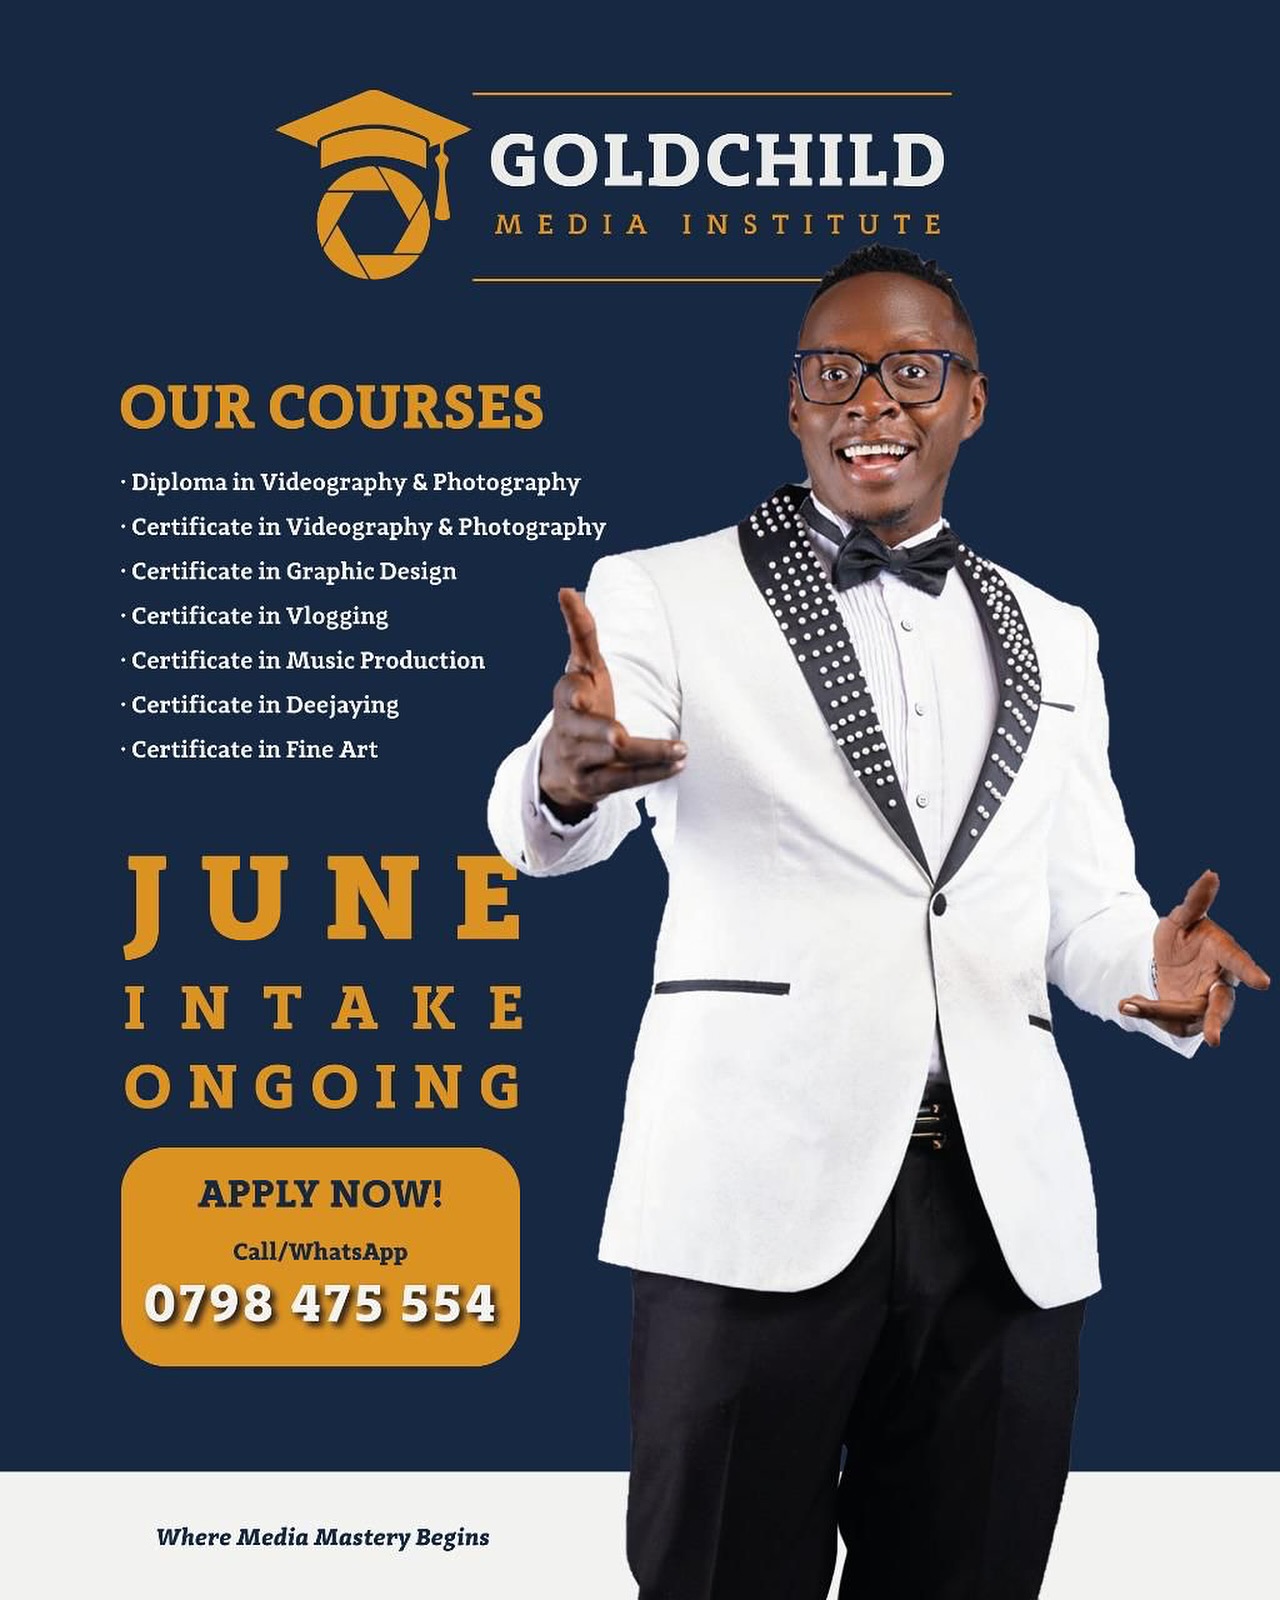 GOLDCHILD
MEDIA INSTITUTE
OUR COURSES
· Diploma in Videography & Photography
· Certificate in Videography & Photography
· Certificate in Graphic Design
· Certificate in Vlogging
· Certificate in Music Production
· Certificate in Deejaying
· Certificate in Fine Art
JUNE
INTAKE
ONGOING
APPLY NOW!
Call/WhatsApp
0798 475 554
Where Media Mastery Begins